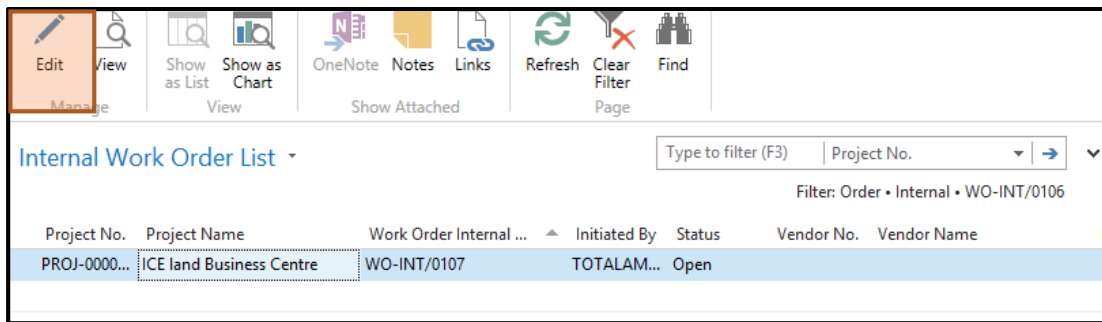 Edit View Show as List Show as Chart OneNote Notes Links Refresh Clear Filter Find
Manage View Show Attached Page
Internal Work Order List
Type to filter (F3) Project No.
Filter: Order • Internal • WO-INT/0106
Project No. Project Name Work Order Internal ... Initiated By Status Vendor No. Vendor Name
PROJ-0000... ICE land Business Centre WO-INT/0107 TOTALAM... Open